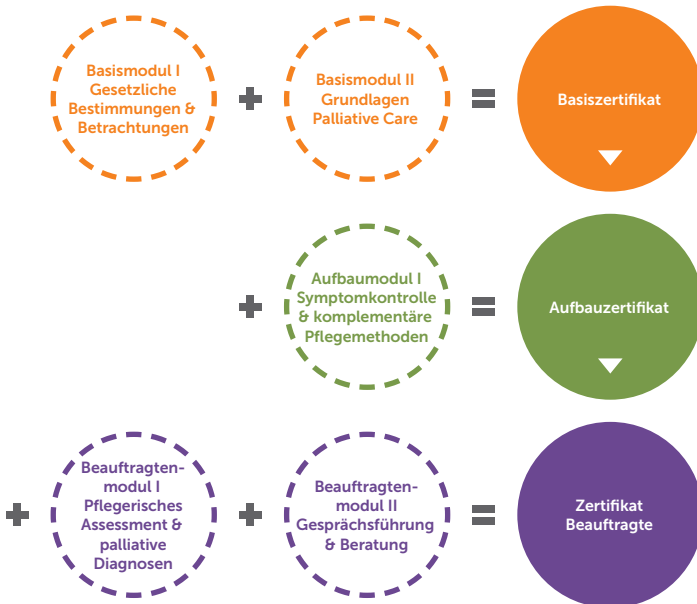 Basismodul I
Gesetzliche
Bestimmungen &
Betrachtungen
+
Basismodul II
Grundlagen
Palliative Care
=
Basiszertifikat
+
Aufbaumodul I
Symptomkontrolle
& komplementäre
Pflegemethoden
=
Aufbauzertifikat
+
Beauftragten-
modul I
Pflegerisches
Assessment &
palliative
Diagnosen
+
Beauftragten-
modul II
Gesprächsführung
& Beratung
=
Zertifikat
Beauftragte